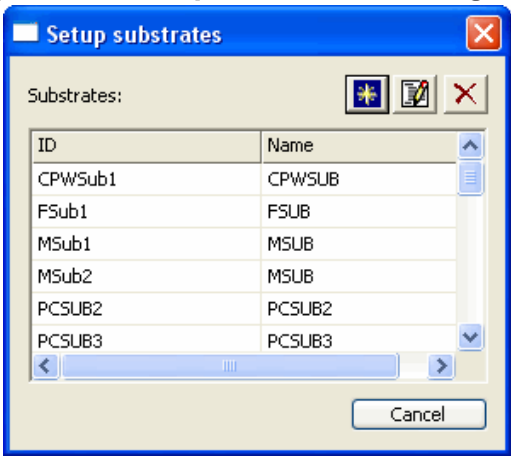 Setup substrates
Substrates:
ID Name
CPWSub1 CPWSUB
FSub1 FSUB
MSub1 MSUB
MSub2 MSUB
PCSUB2 PCSUB2
PCSUB3 PCSUB3
Cancel